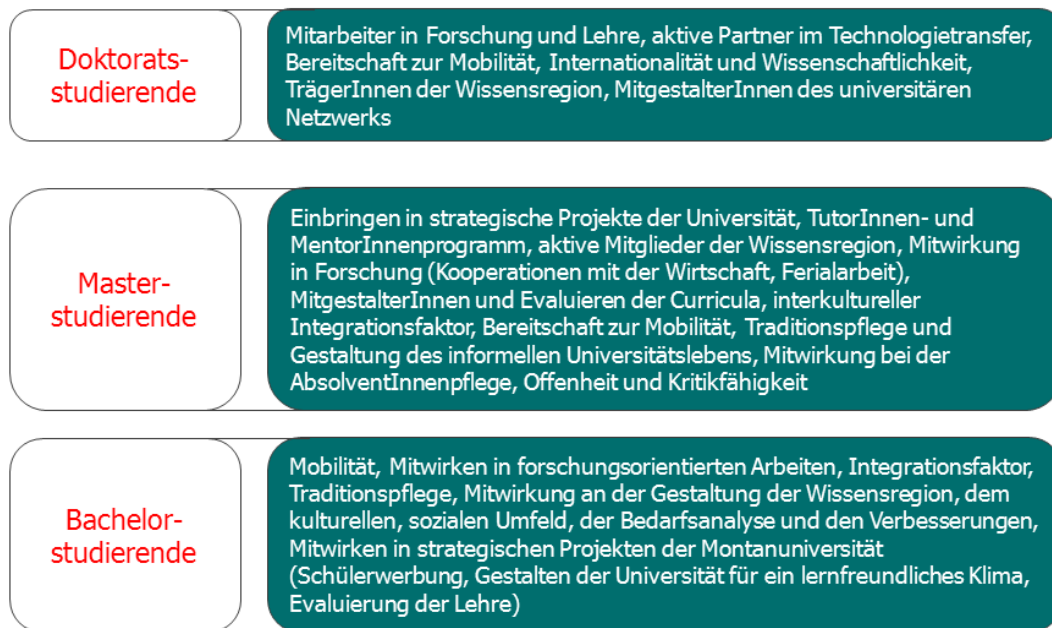 Doktorats-
studierende
Mitarbeiter in Forschung und Lehre, aktive Partner im Technologietransfer,
Bereitschaft zur Mobilität, Internationalität und Wissenschaftlichkeit,
TrägerInnen der Wissensregion, MitgestalterInnen des universitären
Netzwerks
Master-
studierende
Einbringen in strategische Projekte der Universität, TutorInnen- und
MentorInnenprogramm, aktive Mitglieder der Wissensregion, Mitwirkung
in Forschung (Kooperationen mit der Wirtschaft, Ferialarbeit),
MitgestalterInnen und Evaluieren der Curricula, interkultureller
Integrationsfaktor, Bereitschaft zur Mobilität, Traditionspflege und
Gestaltung des informellen Universitätslebens, Mitwirkung bei der
AbsolventInnenpflege, Offenheit und Kritikfähigkeit
Bachelor-
studierende
Mobilität, Mitwirken in forschungsorientierten Arbeiten, Integrationsfaktor,
Traditionspflege, Mitwirkung an der Gestaltung der Wissensregion, dem
kulturellen, sozialen Umfeld, der Bedarfsanalyse und den Verbesserungen,
Mitwirken in strategischen Projekten der Montanuniversität
(Schülerwerbung, Gestalten der Universität für ein lernfreundliches Klima,
Evaluierung der Lehre)